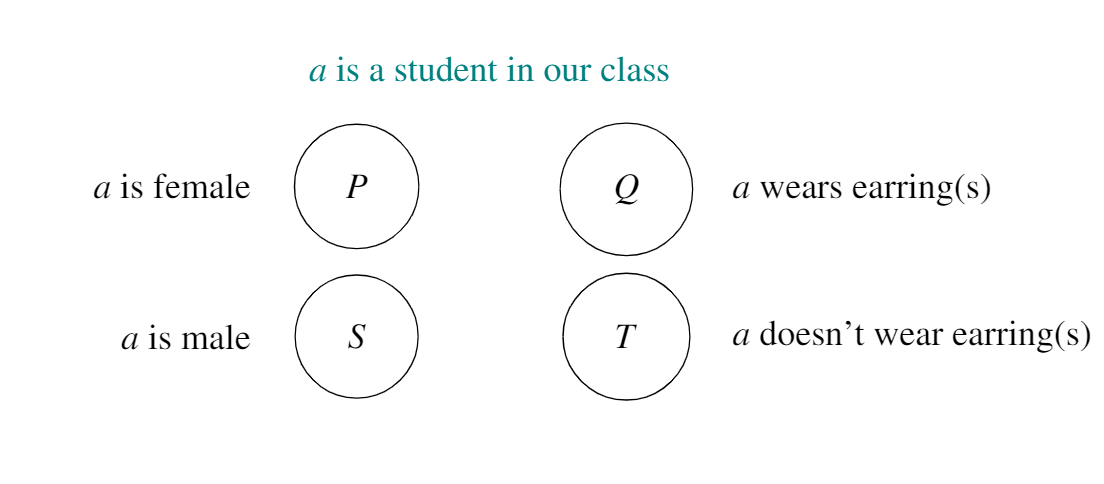 a is a student in our class
a is female P Q a wears earring(s)
a is male S T a doesn’t wear earring(s)